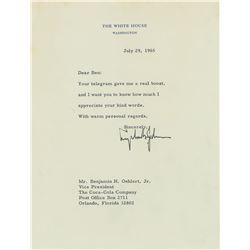 THE WHITE HOUSE
WASHINGTON
July 29, 1965
Dear Ben:
Your telegram gave me a real boost,
and I want you to know how much I
appreciate your kind words.
With warm personal regards,
Sincerely,
Mr. Benjamin H. Oehlert, Jr.
Vice President
The Coca-Cola Company
Post Office Box 2711
Orlando, Florida 32802